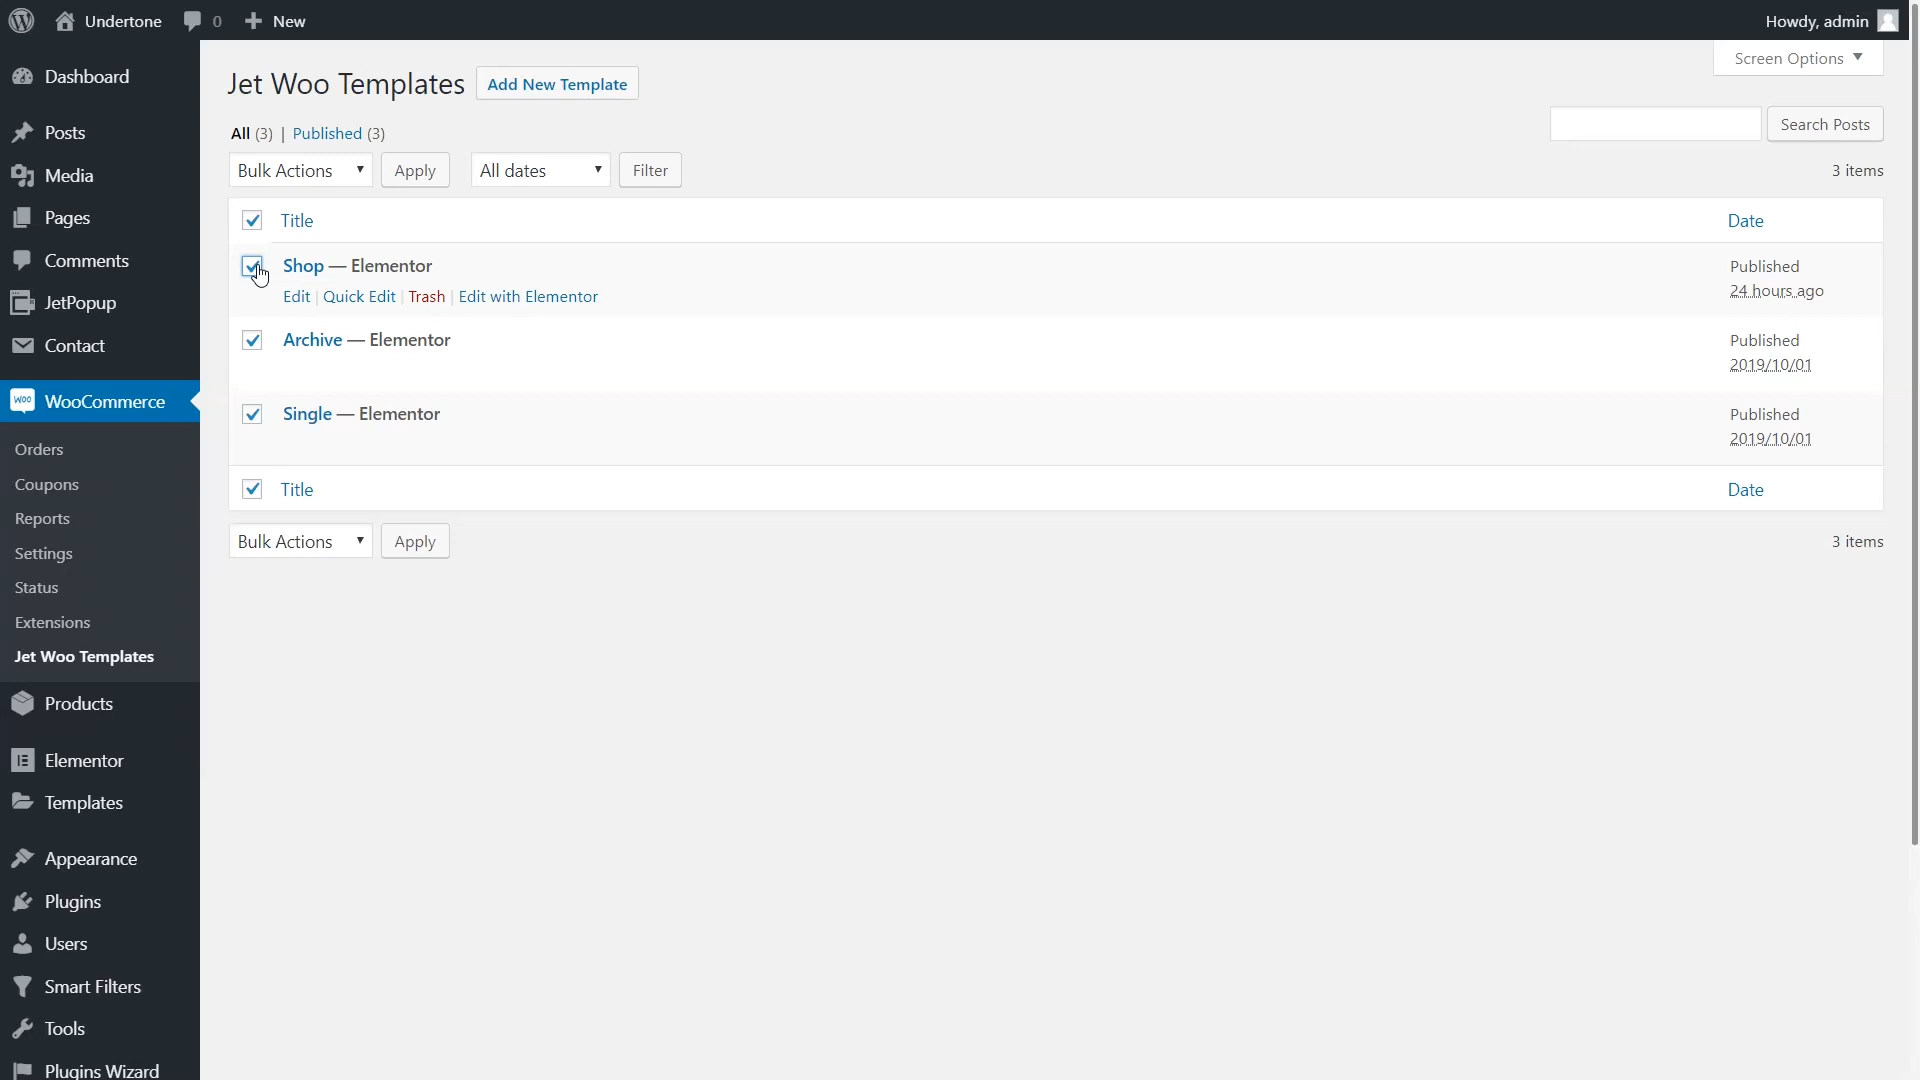 Undertone 0 New Howdy, admin
Dashboard
Posts
Media
Pages
Comments
JetPopup
Contact
WooCommerce
Orders
Coupons
Reports
Settings
Status
Extensions
Jet Woo Templates
Products
Elementor
Templates
Appearance
Plugins
Users
Smart Filters
Tools
Plugins Wizard
Screen Options
Jet Woo Templates Add New Template
All (3) | Published (3)
Search Posts
Bulk Actions Apply All dates Filter 3 items
Title Date
Shop — Elementor Published
Edit | Quick Edit | Trash | Edit with Elementor 24 hours ago
Archive — Elementor Published
2019/10/01
Single — Elementor Published
2019/10/01
Title Date
Bulk Actions Apply 3 items